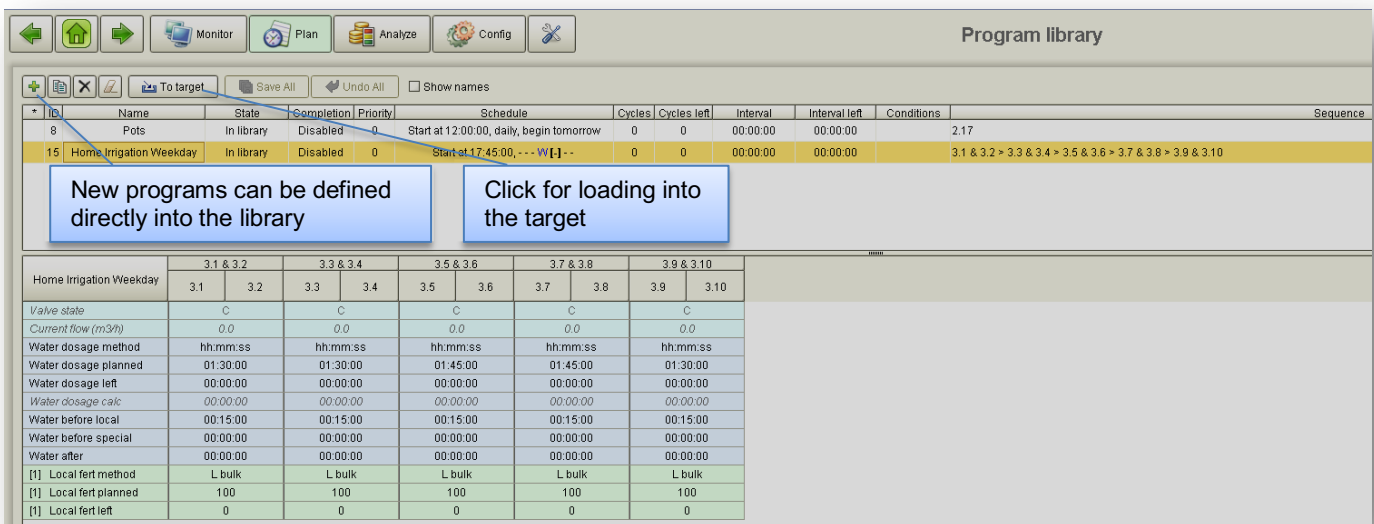 Monitor Plan Analyze Config Program library
To target Save All Undo All Show names
* ID Name State Completion Priority Schedule Cycles Cycles left Interval Interval left Conditions Sequence
8 Pots In library Disabled 0 Start at 12:00:00, daily, begin tomorrow 0 0 00:00:00 00:00:00 2.17
15 Home Irrigation Weekday In library Disabled 0 Start at 17:45:00, - - - W [-] - - 0 0 00:00:00 00:00:00 3.1 & 3.2 > 3.3 & 3.4 > 3.5 & 3.6 > 3.7 & 3.8 > 3.9 & 3.10
New programs can be defined
directly into the library
Click for loading into
the target
Home Irrigation Weekday
3.1 & 3.2 3.3 & 3.4 3.5 & 3.6 3.7 & 3.8 3.9 & 3.10
3.1 3.2 3.3 3.4 3.5 3.6 3.7 3.8 3.9 3.10
Valve state C C C C C
Current flow (m3/h) 0.0 0.0 0.0 0.0 0.0
Water dosage method hh:mm:ss hh:mm:ss hh:mm:ss hh:mm:ss hh:mm:ss
Water dosage planned 01:30:00 01:30:00 01:45:00 01:45:00 01:30:00
Water dosage left 00:00:00 00:00:00 00:00:00 00:00:00 00:00:00
Water dosage calc 00:00:00 00:00:00 00:00:00 00:00:00 00:00:00
Water before local 00:15:00 00:15:00 00:15:00 00:15:00 00:15:00
Water before special 00:00:00 00:00:00 00:00:00 00:00:00 00:00:00
Water after 00:00:00 00:00:00 00:00:00 00:00:00 00:00:00
[1] Local fert method L bulk L bulk L bulk L bulk L bulk
[1] Local fert planned 100 100 100 100 100
[1] Local fert left 0 0 0 0 0